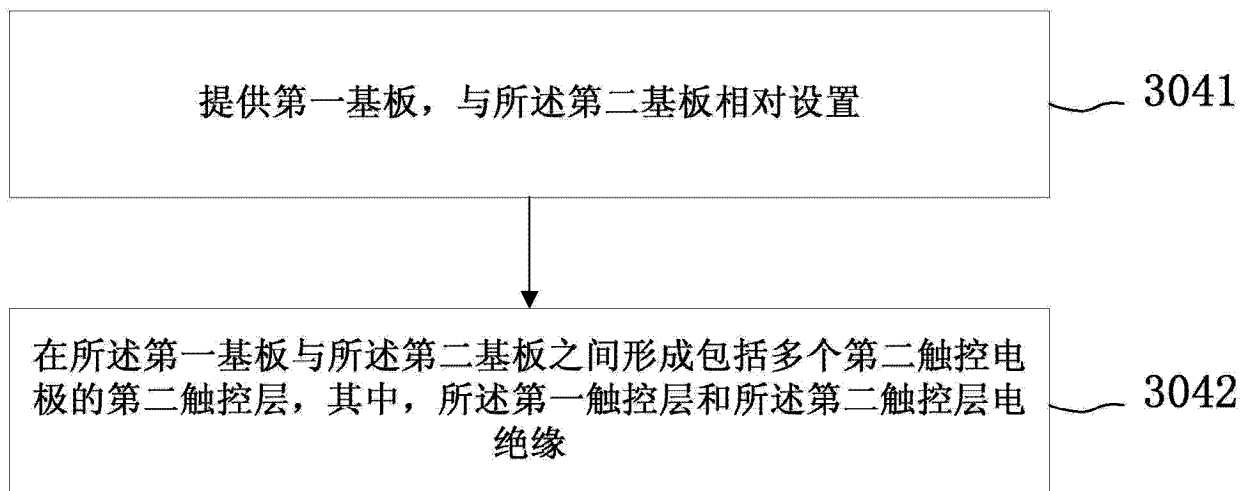 提供第一基板，与所述第二基板相对设置
3041
在所述第一基板与所述第二基板之间形成包括多个第二触控电
极的第二触控层，其中，所述第一触控层和所述第二触控层电
绝缘
3042